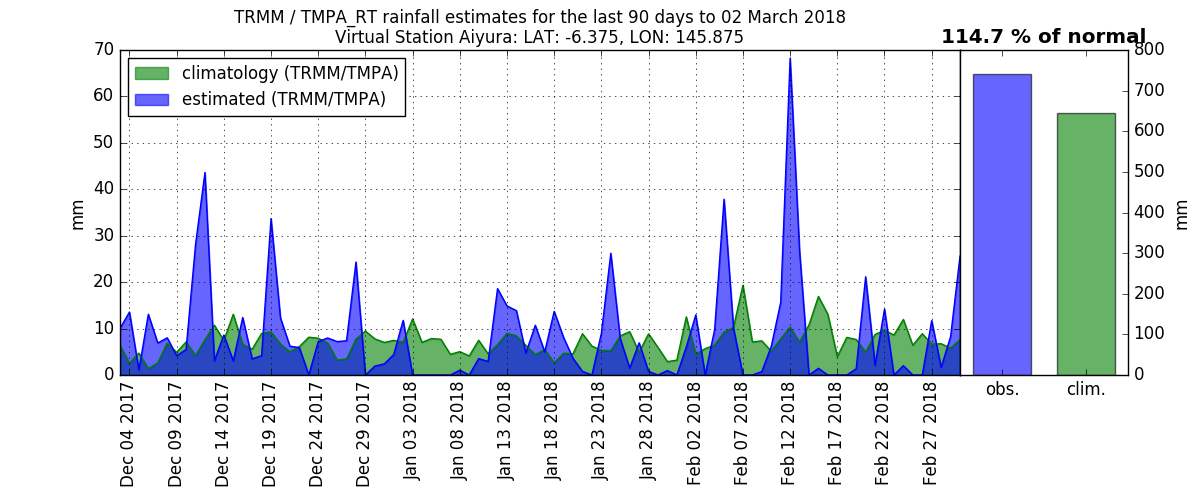 TRMM / TMPA_RT rainfall estimates for the last 90 days to 02 March 2018
Virtual Station Aiyura: LAT: -6.375, LON: 145.875
114.7 % of normal
climatology (TRMM/TMPA)
estimated (TRMM/TMPA)
mm
70
60
50
40
30
20
10
0
Dec 04 2017
Dec 09 2017
Dec 14 2017
Dec 19 2017
Dec 24 2017
Dec 29 2017
Jan 03 2018
Jan 08 2018
Jan 13 2018
Jan 18 2018
Jan 23 2018
Jan 28 2018
Feb 02 2018
Feb 07 2018
Feb 12 2018
Feb 17 2018
Feb 22 2018
Feb 27 2018
obs.
clim.
800
700
600
500
400
300
200
100
0
mm